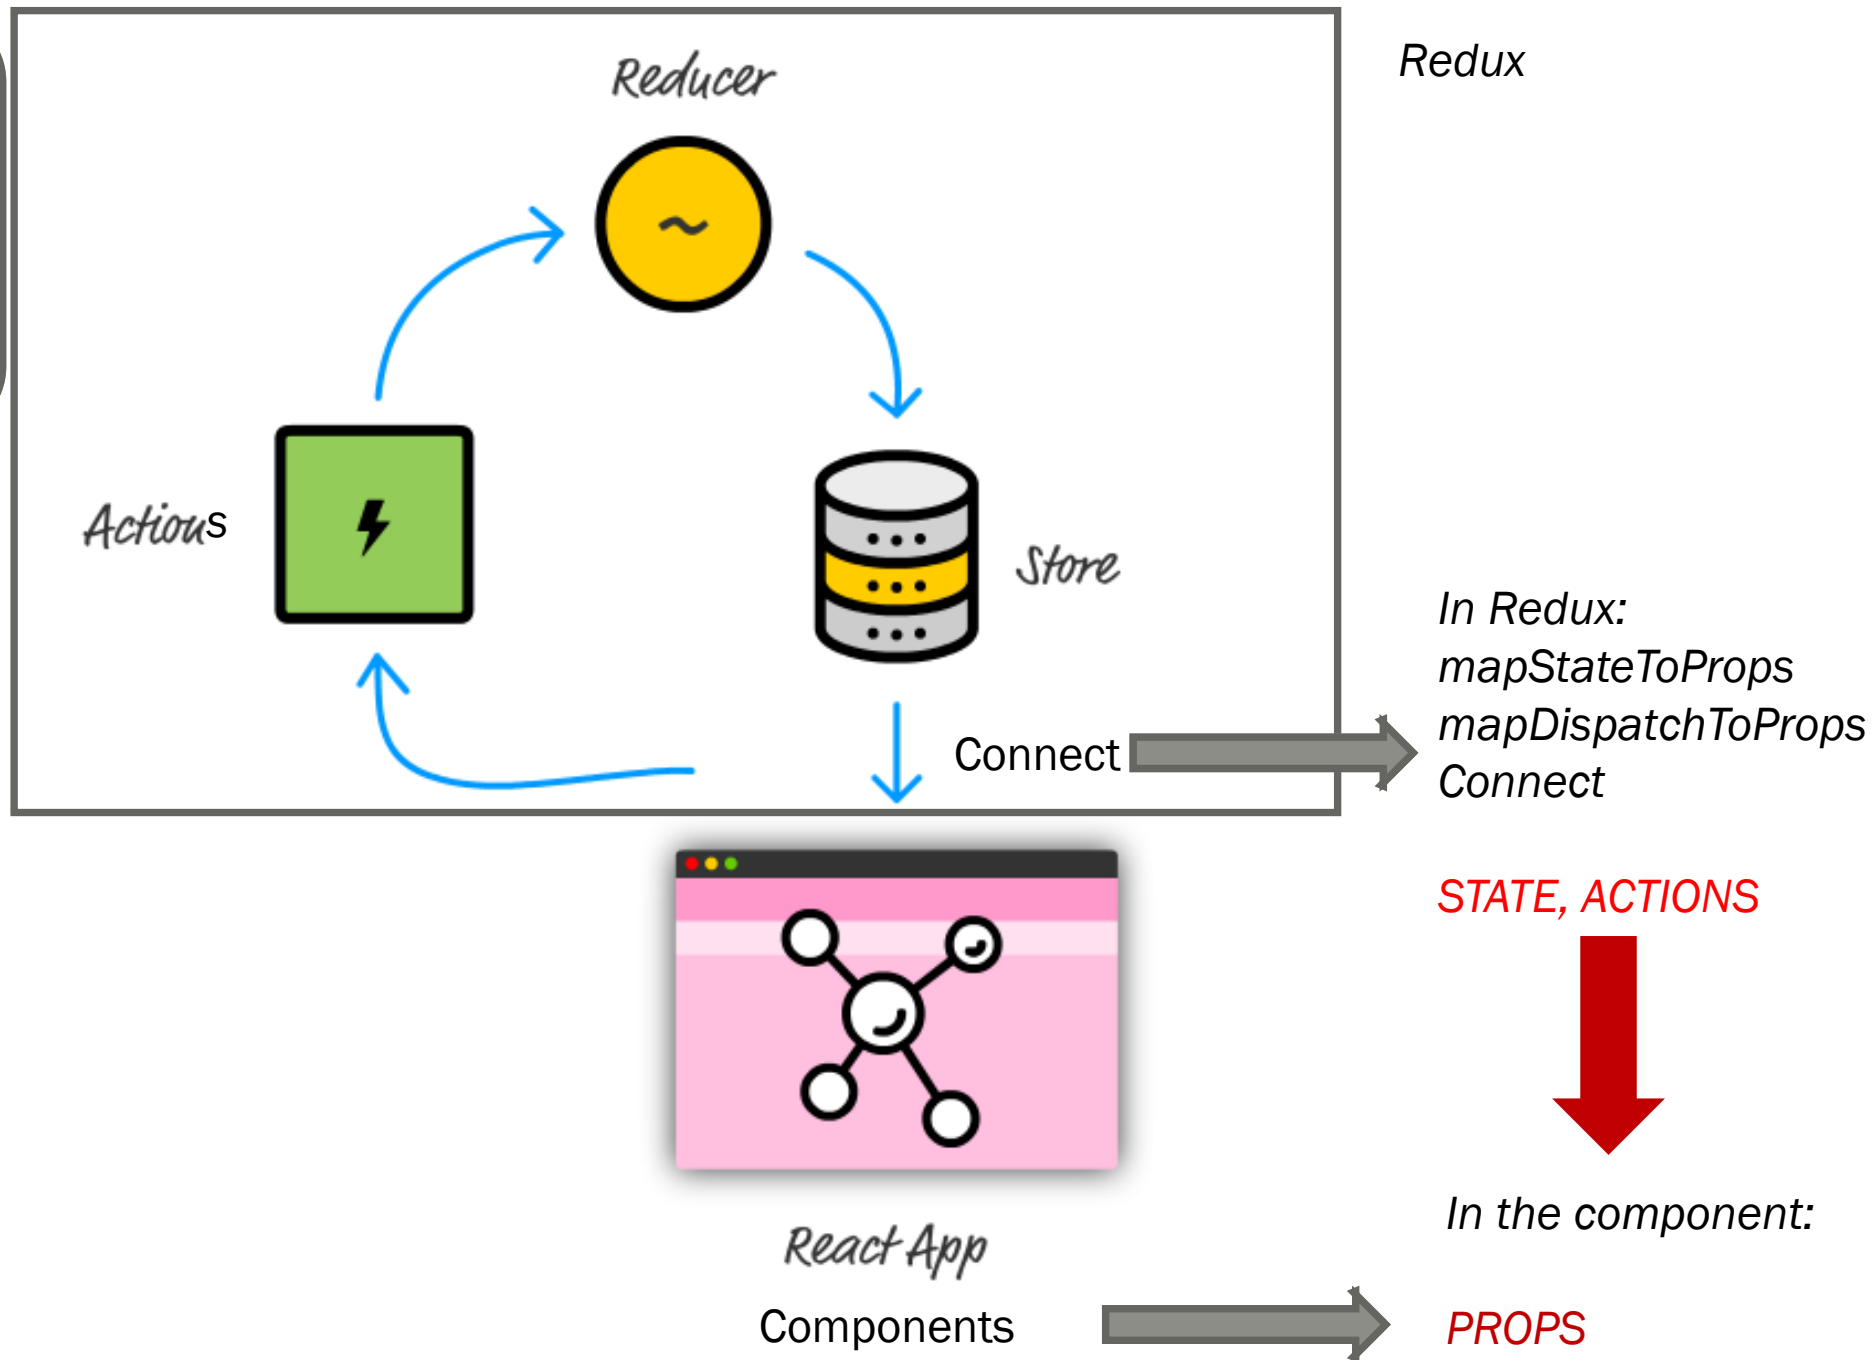 Redux
Reducer
Actions
Store
In Redux:
mapStateToProps
mapDispatchToProps
Connect
Connect
STATE, ACTIONS
In the component:
React App
Components
PROPS